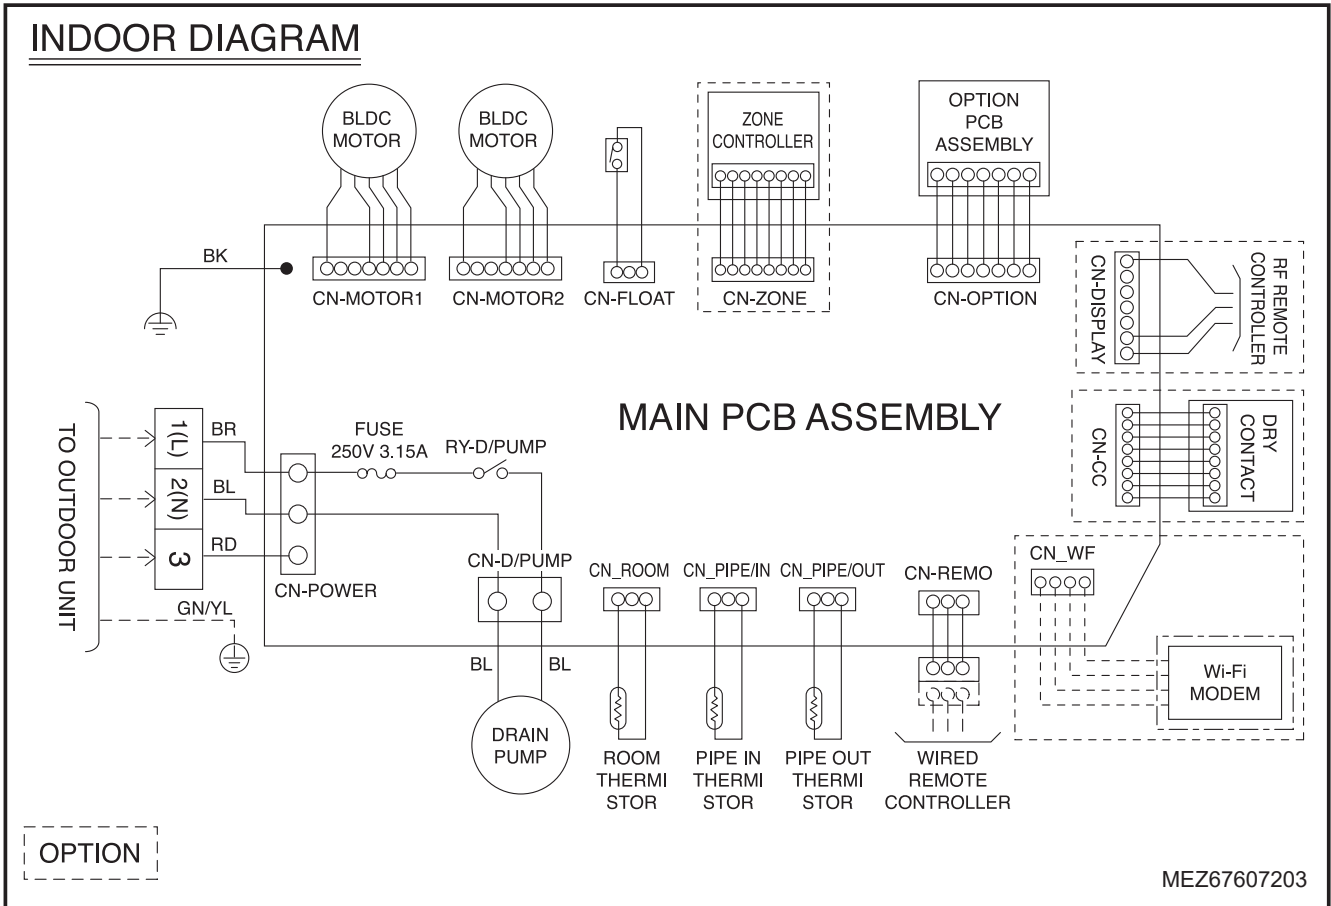 INDOOR DIAGRAM
BLDC
MOTOR
BLDC
MOTOR
ZONE
CONTROLLER
OPTION
PCB
ASSEMBLY
BK
CN-MOTOR1
CN-MOTOR2
CN-FLOAT
CN-ZONE
CN-OPTION
CN-DISPLAY
RF REMOTE
CONTROLLER
MAIN PCB ASSEMBLY
CN-CC
DRY
CONTACT
TO OUTDOOR UNIT
1(L)
BR
2(N)
BL
3
RD
GN/YL
FUSE
250V 3.15A
RY-D/PUMP
CN-POWER
CN-D/PUMP
CN_ROOM
CN_PIPE/IN
CN_PIPE/OUT
CN-REMO
CN_WF
BL
BL
DRAIN
PUMP
ROOM
THERMI
STOR
PIPE IN
THERMI
STOR
PIPE OUT
THERMI
STOR
WIRED
REMOTE
CONTROLLER
Wi-Fi
MODEM
OPTION
MEZ67607203